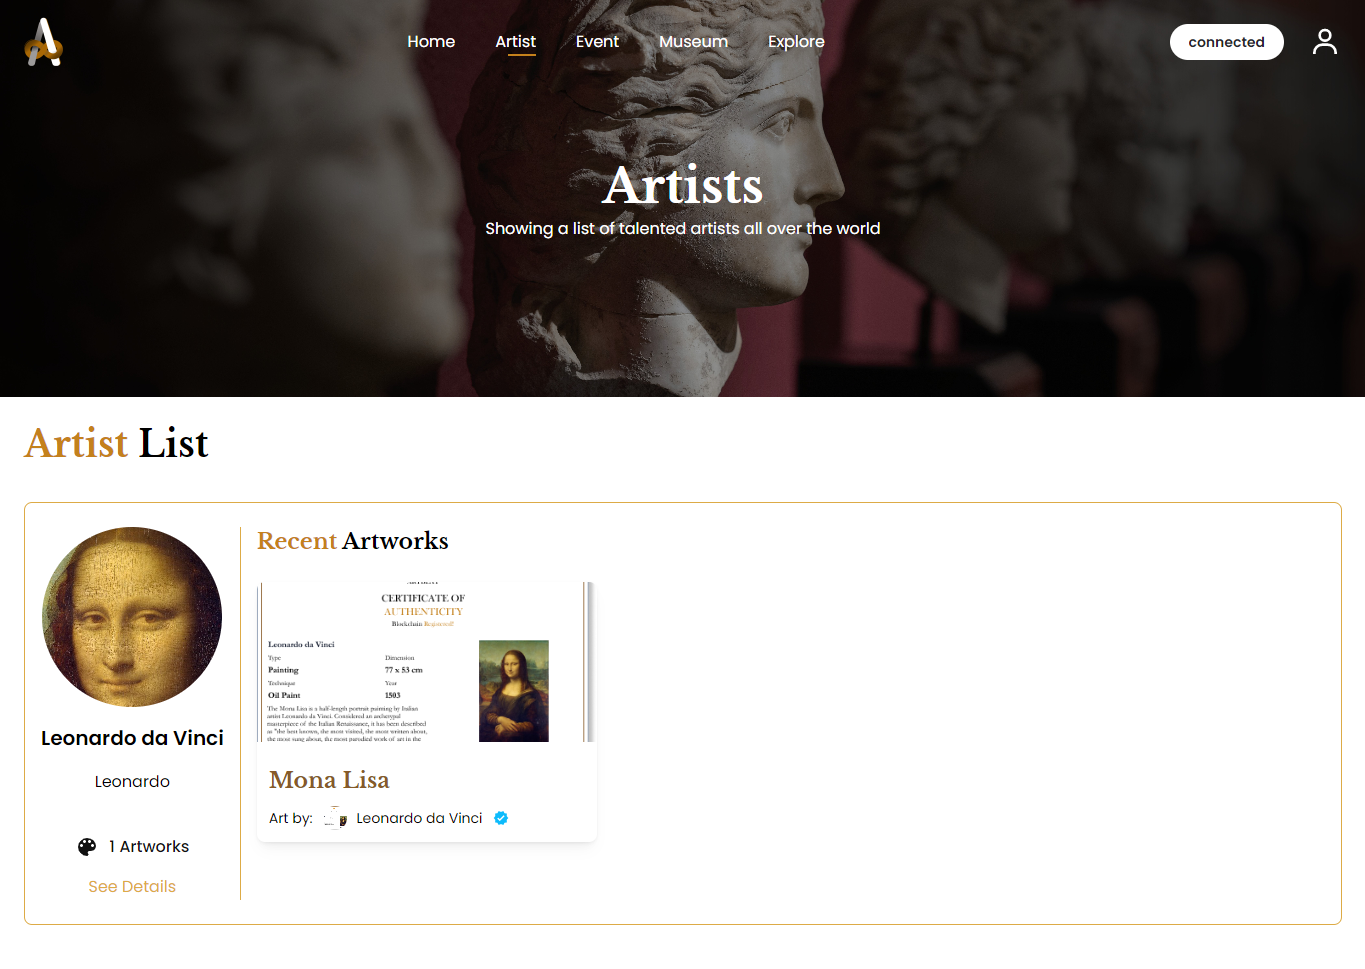 Home Artist Event Museum Explore connected
Artists
Showing a list of talented artists all over the world
Artist List
Recent Artworks
CERTIFICATE OF
AUTHENTICITY
Blockchain Registered!
Leonardo da Vinci
Type Dimension
Painting 77 x 53 cm
Technique Year
Oil Paint 1503
The Mona Lisa is a half-length portrait painting by Italian
artist Leonardo da Vinci. Considered an archetypal
masterpiece of the Italian Renaissance, it has been described
as "the best known, the most visited, the most written about,
the most sung about, the most parodied work of art in the
Leonardo da Vinci
Leonardo
1 Artworks
See Details
Mona Lisa
Art by: Leonardo da Vinci